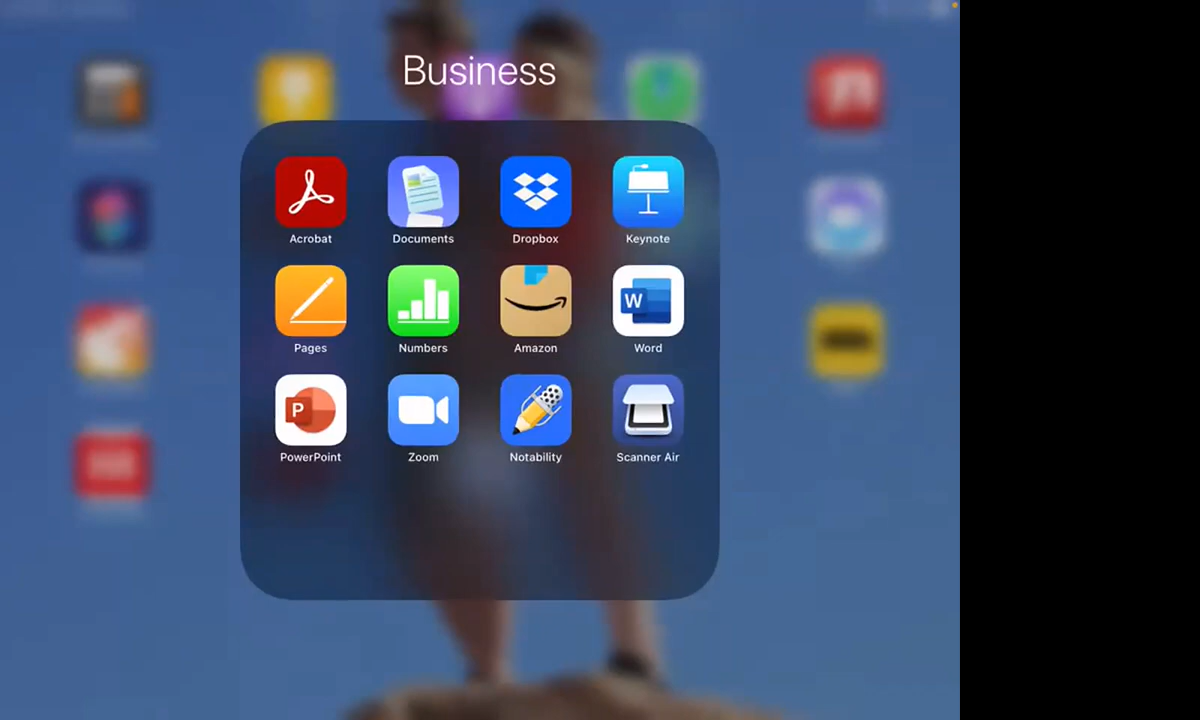 Business
Acrobat Documents Dropbox Keynote
Pages Numbers Amazon Word
PowerPoint Zoom Notability Scanner Air
W
P